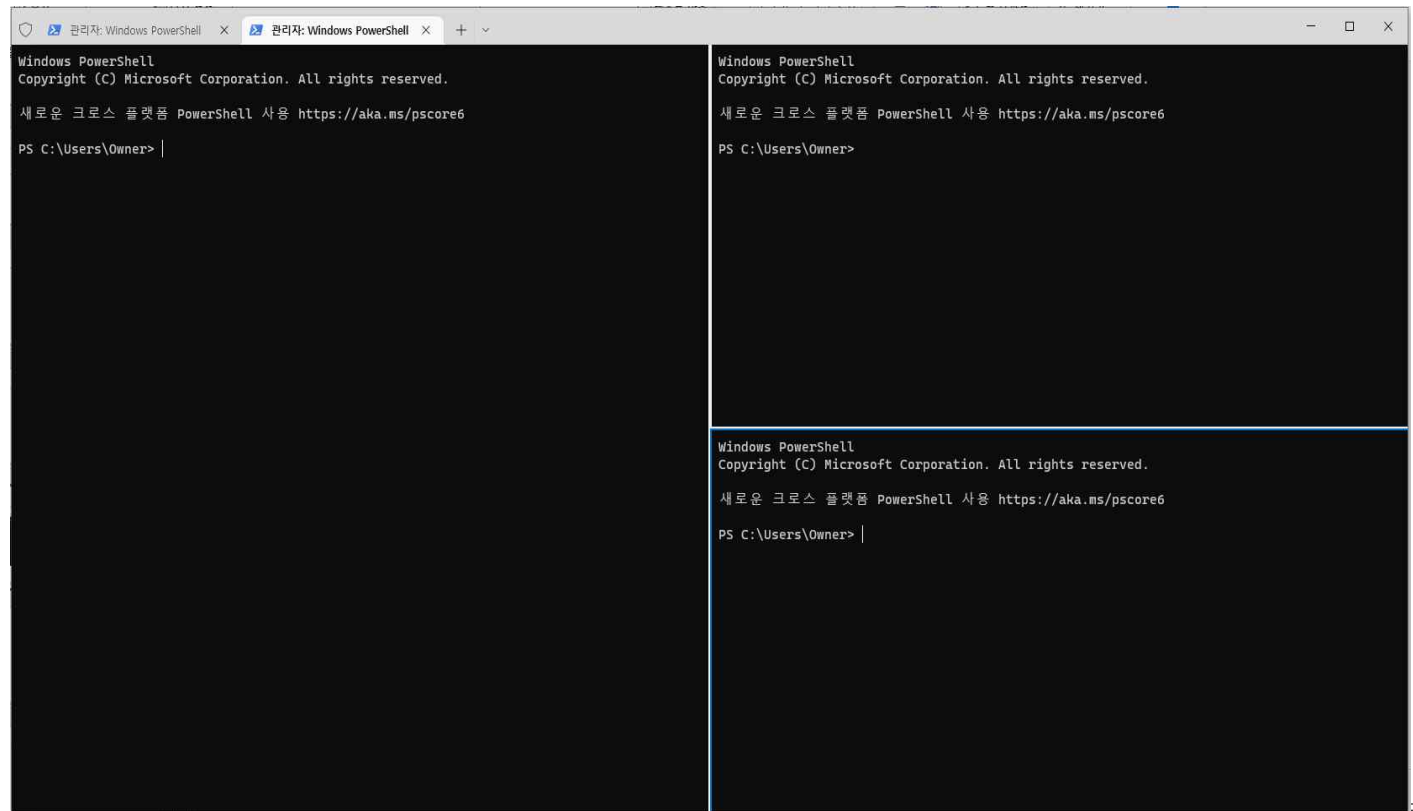 관리자: Windows PowerShell
관리자: Windows PowerShell
Windows PowerShell
Copyright (C) Microsoft Corporation. All rights reserved.
새로운 크로스 플랫폼 PowerShell 사용 https://aka.ms/pscore6
PS C:\Users\Owner>
Windows PowerShell
Copyright (C) Microsoft Corporation. All rights reserved.
새로운 크로스 플랫폼 PowerShell 사용 https://aka.ms/pscore6
PS C:\Users\Owner>
Windows PowerShell
Copyright (C) Microsoft Corporation. All rights reserved.
새로운 크로스 플랫폼 PowerShell 사용 https://aka.ms/pscore6
PS C:\Users\Owner>